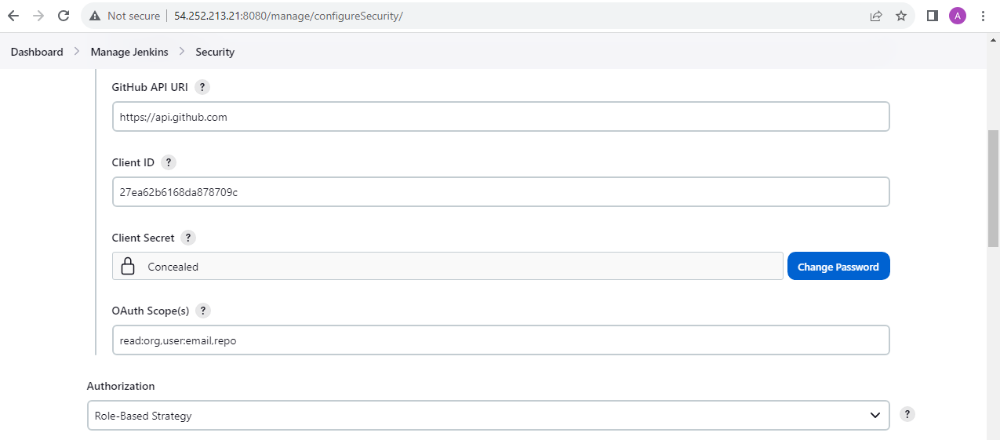 Not secure | 54.252.213.21:8080/manage/configureSecurity/
A
Dashboard > Manage Jenkins > Security
GitHub API URI ?
https://api.github.com
Client ID ?
27ea62b6168da878709c
Client Secret ?
Concealed
Change Password
OAuth Scope(s) ?
read:org,user:email,repo
Authorization
Role-Based Strategy
?